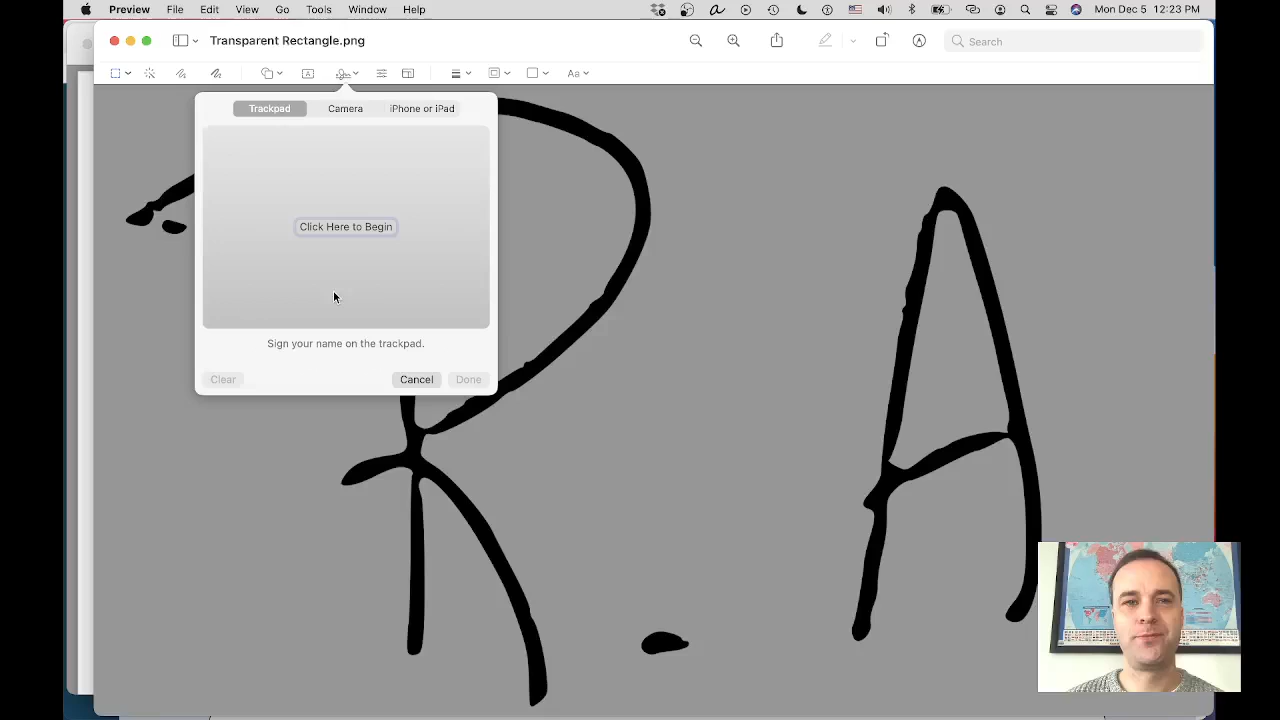 Preview File Edit View Go Tools Window Help Mon Dec 5 12:23 PM
Transparent Rectangle.png Search
Aa
Trackpad Camera iPhone or iPad
Click Here to Begin
Sign your name on the trackpad.
Clear Cancel Done
R. A